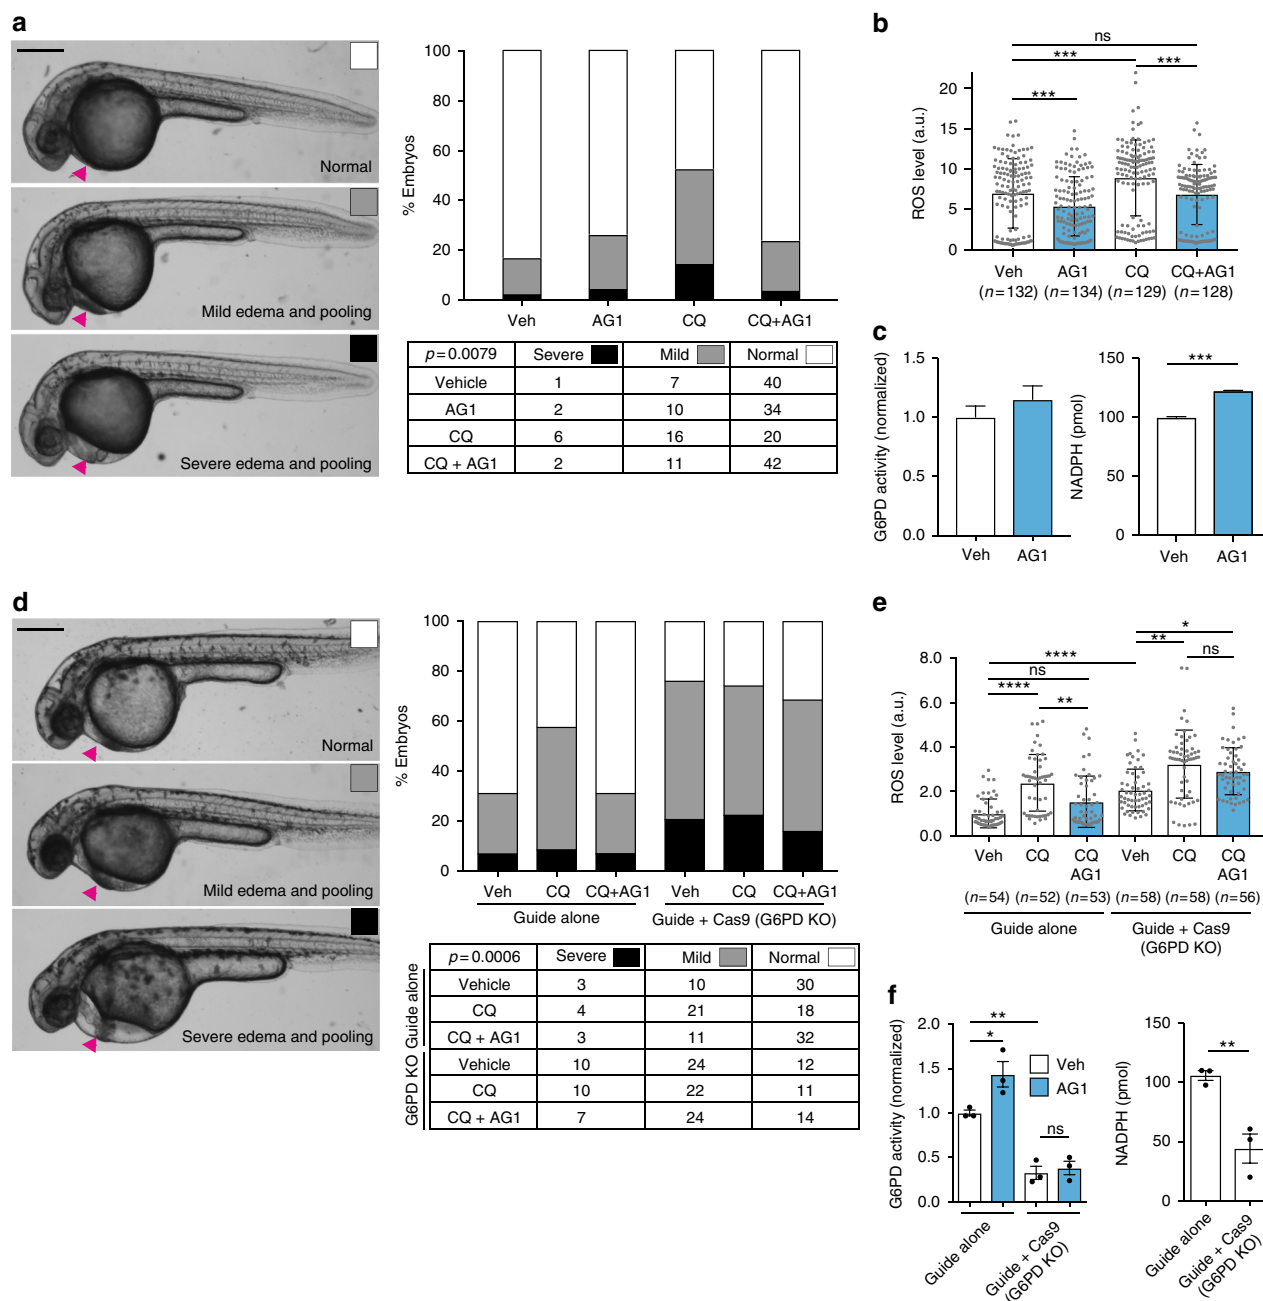 a
Normal
Mild edema and pooling
Severe edema and pooling
% Embryos
100
80
60
40
20
0
Veh
AG1
CQ
CQ+AG1
p=0.0079 Severe Mild Normal
Vehicle 1 7 40
AG1 2 10 34
CQ 6 16 20
CQ + AG1 2 11 42
b
ns
*** ***
***
ROS level (a.u.)
20
15
10
5
0
Veh AG1 CQ CQ+AG1
(n=132) (n=134) (n=129) (n=128)
c
G6PD activity (normalized)
1.5
1.0
0.5
0.0
Veh AG1
***
NADPH (pmol)
150
100
50
0
Veh AG1
d
Normal
Mild edema and pooling
Severe edema and pooling
% Embryos
100
80
60
40
20
0
Veh CQ CQ+AG1 Veh CQ CQ+AG1
Guide alone Guide + Cas9 (G6PD KO)
p=0.0006 Severe Mild Normal
Guide alone
Vehicle 3 10 30
CQ 4 21 18
CQ + AG1 3 11 32
G6PD KO
Vehicle 10 24 12
CQ 10 22 11
CQ + AG1 7 24 14
e
*
**
ns
****
ns
****
**
ROS level (a.u.)
8.0
6.0
4.0
2.0
0.0
Veh CQ CQ Veh CQ CQ
AG1 AG1
(n=54) (n=52) (n=53) (n=58) (n=58) (n=56)
Guide alone Guide + Cas9
(G6PD KO)
f
**
*
ns
G6PD activity (normalized)
2.0
1.5
1.0
0.5
0.0
Veh
AG1
Guide alone
Guide + Cas9
(G6PD KO)
**
NADPH (pmol)
150
100
50
0
Guide alone
Guide + Cas9
(G6PD KO)